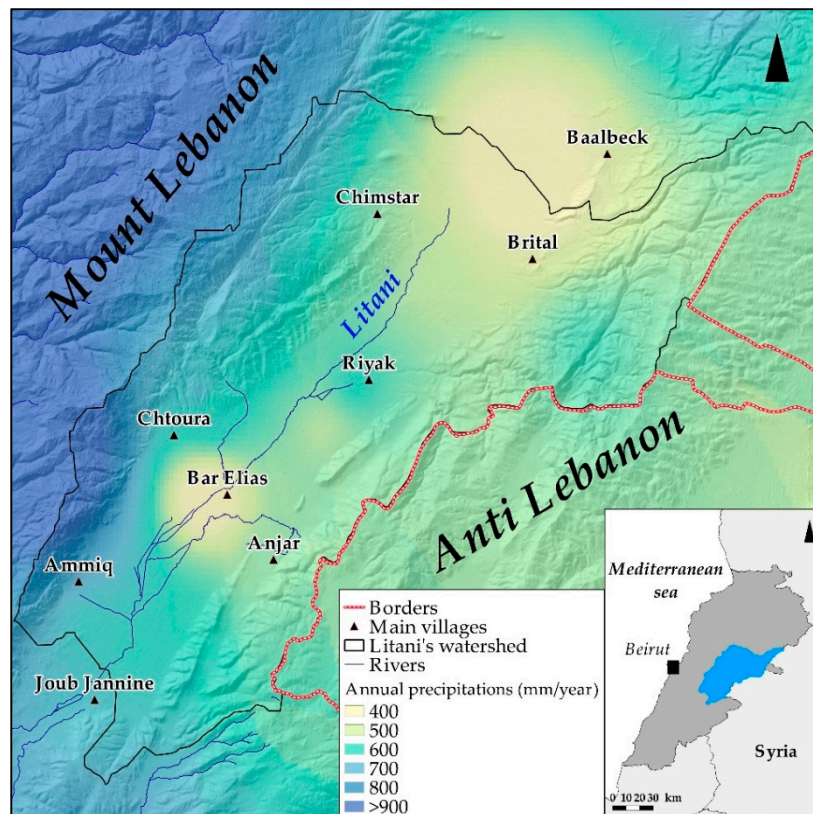 Mount Lebanon
Baalbeck
Chimstar
Brital
Litani
Riyak
Chtoura
Bar Elias
Anti Lebanon
Anjar
Ammiq
Joub Jannine
Borders
Main villages
Litani's watershed
Rivers
Annual precipitations (mm/year)
400
500
600
700
800
>900
Mediterranean
sea
Beirut
Syria
0 10 20 30 km